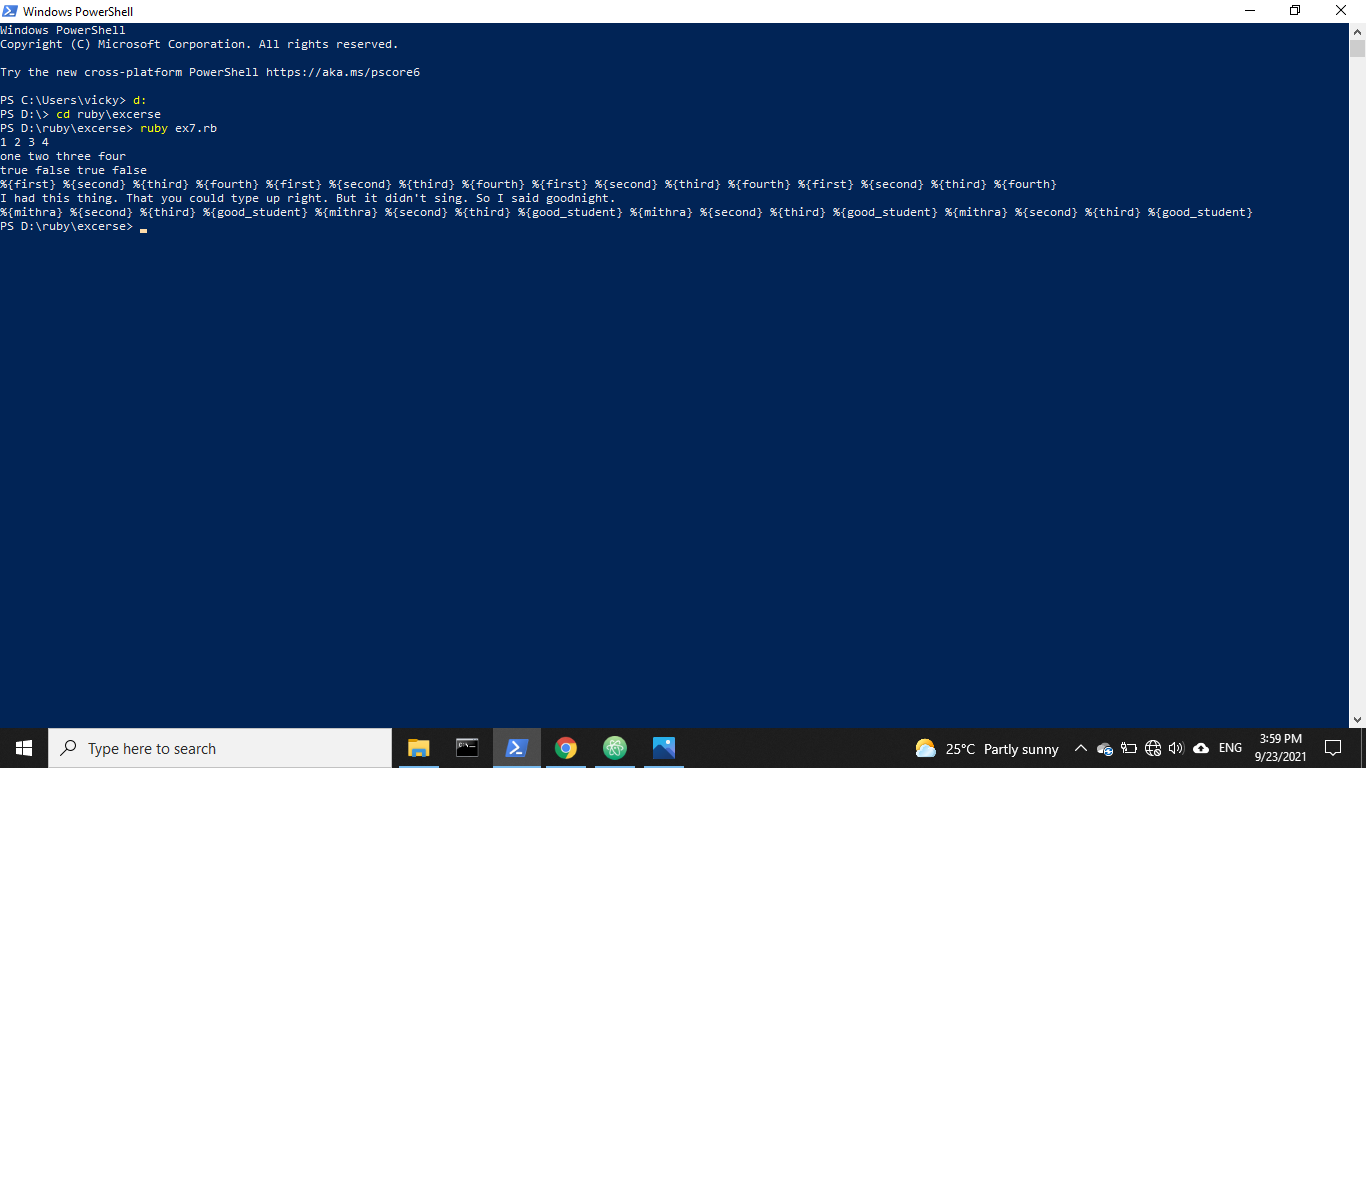 Windows PowerShell
Windows PowerShell
Copyright (C) Microsoft Corporation. All rights reserved.
Try the new cross-platform PowerShell https://aka.ms/pscore6
PS C:\Users\vicky> d:
PS D:\> cd ruby\excerse
PS D:\ruby\excerse> ruby ex7.rb
1 2 3 4
one two three four
true false true false
%{first} %{second} %{third} %{fourth} %{first} %{second} %{third} %{fourth} %{first} %{second} %{third} %{fourth} %{first} %{second} %{third} %{fourth}
I had this thing. That you could type up right. But it didn't sing. So I said goodnight.
%{mithra} %{second} %{third} %{good_student} %{mithra} %{second} %{third} %{good_student} %{mithra} %{second} %{third} %{good_student} %{mithra} %{second} %{third} %{good_student}
PS D:\ruby\excerse>
Type here to search
25°C Partly sunny
ENG
3:59 PM
9/23/2021